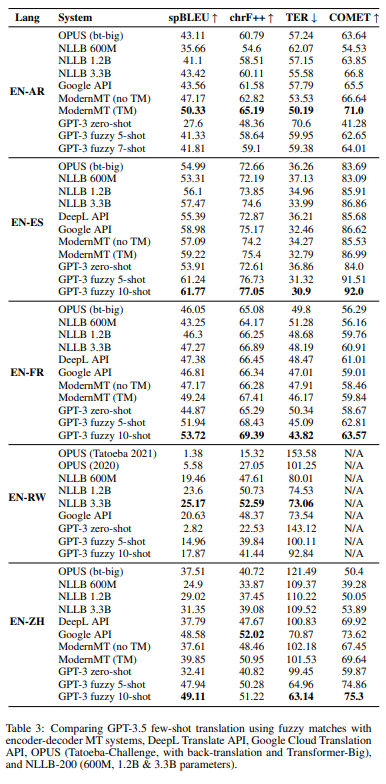 Lang System spBLEU ↑ chrF++ ↑ TER ↓ COMET ↑
OPUS (bt-big) 43.11 60.79 57.24 63.64
NLLB 600M 35.66 54.6 62.07 54.53
NLLB 1.2B 41.1 58.51 57.15 63.85
NLLB 3.3B 43.42 60.11 55.58 66.8
EN-AR Google API 43.56 61.58 57.79 65.5
ModernMT (no TM) 47.17 62.82 53.53 66.64
ModernMT (TM) 50.33 65.19 50.19 71.0
GPT-3 zero-shot 27.6 48.36 70.6 41.28
GPT-3 fuzzy 5-shot 41.33 58.64 59.95 62.65
GPT-3 fuzzy 7-shot 41.81 59.1 59.38 64.01
OPUS (bt-big) 54.99 72.66 36.26 83.69
NLLB 600M 53.31 72.19 37.13 83.09
NLLB 1.2B 56.1 73.85 34.96 85.91
NLLB 3.3B 57.47 74.6 33.99 86.86
DeepL API 55.39 72.87 36.21 85.68
EN-ES Google API 58.98 75.17 32.46 86.62
ModernMT (no TM) 57.09 74.2 34.27 85.53
ModernMT (TM) 59.22 75.4 32.79 86.99
GPT-3 zero-shot 53.91 72.61 36.86 84.0
GPT-3 fuzzy 5-shot 61.24 76.73 31.32 91.51
GPT-3 fuzzy 10-shot 61.77 77.05 30.9 92.0
OPUS (bt-big) 46.05 65.08 49.8 56.29
NLLB 600M 43.25 64.17 51.28 56.16
NLLB 1.2B 46.3 66.25 48.68 59.76
NLLB 3.3B 47.27 66.89 48.19 60.91
DeepL API 47.38 66.45 48.47 61.01
EN-FR Google API 46.81 66.34 47.01 59.01
ModernMT (no TM) 47.17 66.28 47.91 58.46
ModernMT (TM) 49.24 67.41 46.17 59.84
GPT-3 zero-shot 44.87 65.29 50.34 58.67
GPT-3 fuzzy 5-shot 51.94 68.43 45.09 62.81
GPT-3 fuzzy 10-shot 53.72 69.39 43.82 63.57
OPUS (Tatoeba 2021) 1.38 15.32 153.58 N/A
OPUS (2020) 5.58 27.05 101.25 N/A
NLLB 600M 19.46 47.61 80.01 N/A
NLLB 1.2B 23.6 50.73 74.53 N/A
EN-RW NLLB 3.3B 25.17 52.59 73.06 N/A
Google API 20.63 48.37 73.54 N/A
GPT-3 zero-shot 2.82 22.53 143.12 N/A
GPT-3 fuzzy 5-shot 14.96 39.84 100.11 N/A
GPT-3 fuzzy 10-shot 17.87 41.44 92.84 N/A
OPUS (bt-big) 37.51 40.72 121.49 50.4
NLLB 600M 24.9 33.87 109.37 39.28
NLLB 1.2B 29.02 37.45 110.22 50.05
NLLB 3.3B 31.35 39.08 109.52 53.89
DeepL API 37.79 47.67 100.83 69.92
EN-ZH Google API 48.58 52.02 70.87 73.62
ModernMT (no TM) 37.61 48.46 102.18 67.45
ModernMT (TM) 39.85 50.95 101.53 69.64
GPT-3 zero-shot 32.41 40.82 99.45 59.87
GPT-3 fuzzy 5-shot 47.94 50.28 64.96 74.86
GPT-3 fuzzy 10-shot 49.11 51.22 63.14 75.3
Table 3: Comparing GPT-3.5 few-shot translation using fuzzy matches with
encoder-decoder MT systems, DeepL Translate API, Google Cloud Translation
API, OPUS (Tatoeba-Challenge, with back-translation and Transformer-Big),
and NLLB-200 (600M, 1.2B & 3.3B parameters).